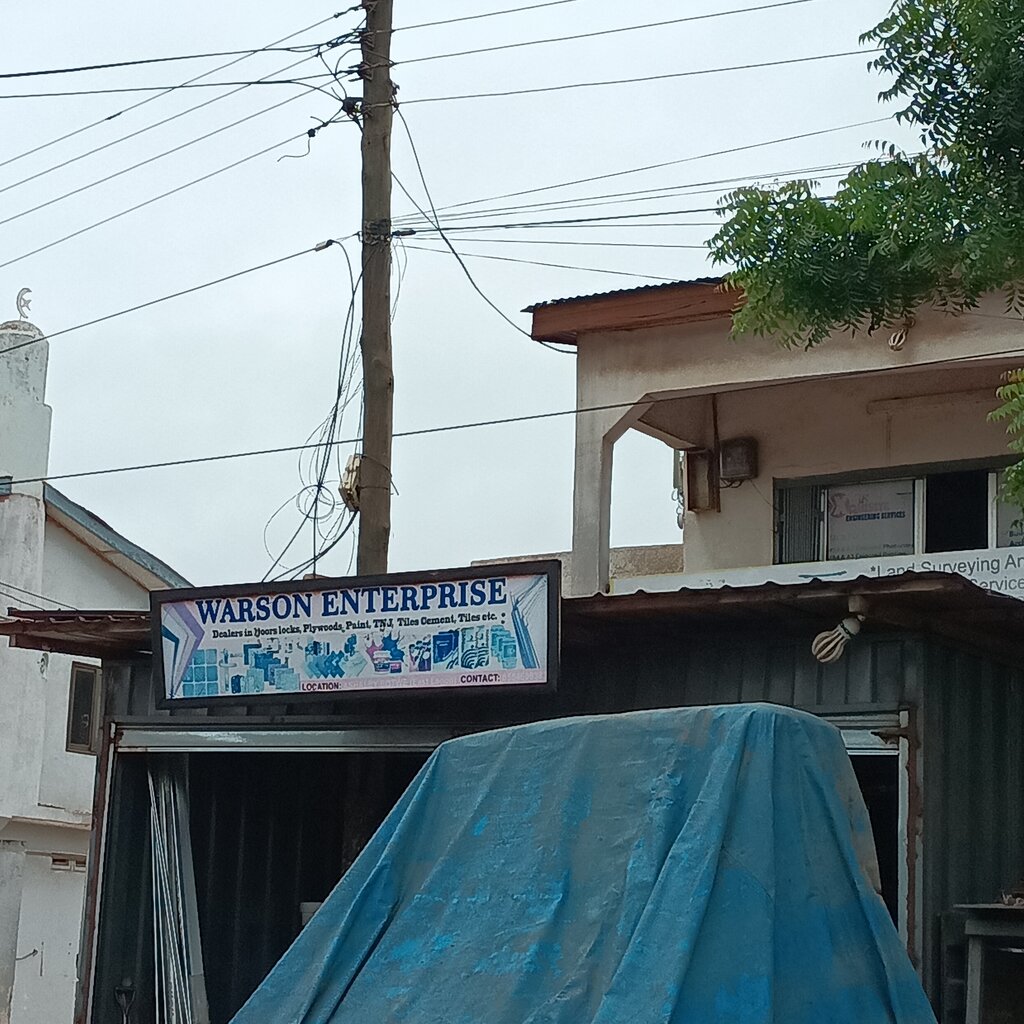 WARSON ENTERPRISE
Dealers in Doors locks, Plywoods, Paint, TNJ, Tiles Cement, Tiles etc.
LOCATION:
CONTACT:
ENGINEERING SERVICES
*Land Surveying An
Service